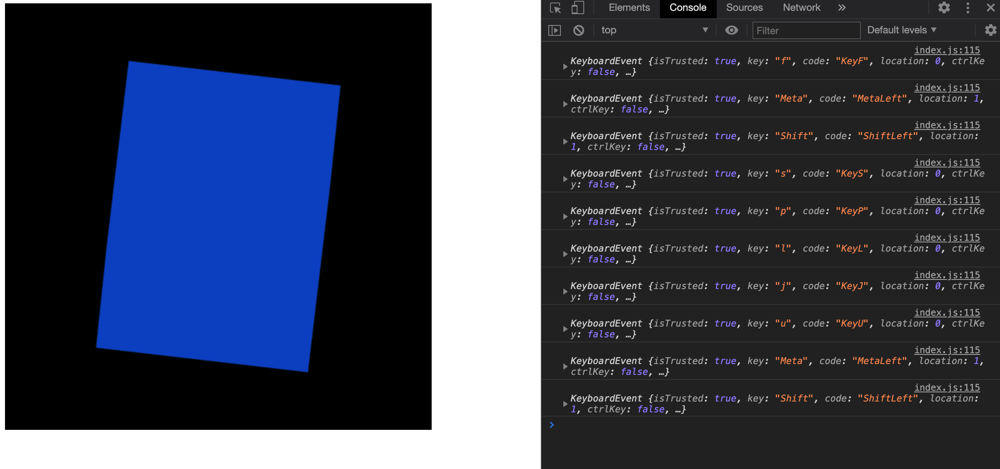 Elements Console Sources Network
top Filter Default levels
index.js:115
KeyboardEvent {isTrusted: true, key: "f", code: "KeyF", location: 0, ctrlKe
y: false, …}
index.js:115
KeyboardEvent {isTrusted: true, key: "Meta", code: "MetaLeft", location: 1,
ctrlKey: false, …}
index.js:115
KeyboardEvent {isTrusted: true, key: "Shift", code: "ShiftLeft", location:
1, ctrlKey: false, …}
index.js:115
KeyboardEvent {isTrusted: true, key: "s", code: "KeyS", location: 0, ctrlKe
y: false, …}
index.js:115
KeyboardEvent {isTrusted: true, key: "p", code: "KeyP", location: 0, ctrlKe
y: false, …}
index.js:115
KeyboardEvent {isTrusted: true, key: "l", code: "KeyL", location: 0, ctrlKe
y: false, …}
index.js:115
KeyboardEvent {isTrusted: true, key: "j", code: "KeyJ", location: 0, ctrlKe
y: false, …}
index.js:115
KeyboardEvent {isTrusted: true, key: "u", code: "KeyU", location: 0, ctrlKe
y: false, …}
index.js:115
KeyboardEvent {isTrusted: true, key: "Meta", code: "MetaLeft", location: 1,
ctrlKey: false, …}
index.js:115
KeyboardEvent {isTrusted: true, key: "Shift", code: "ShiftLeft", location:
1, ctrlKey: false, …}